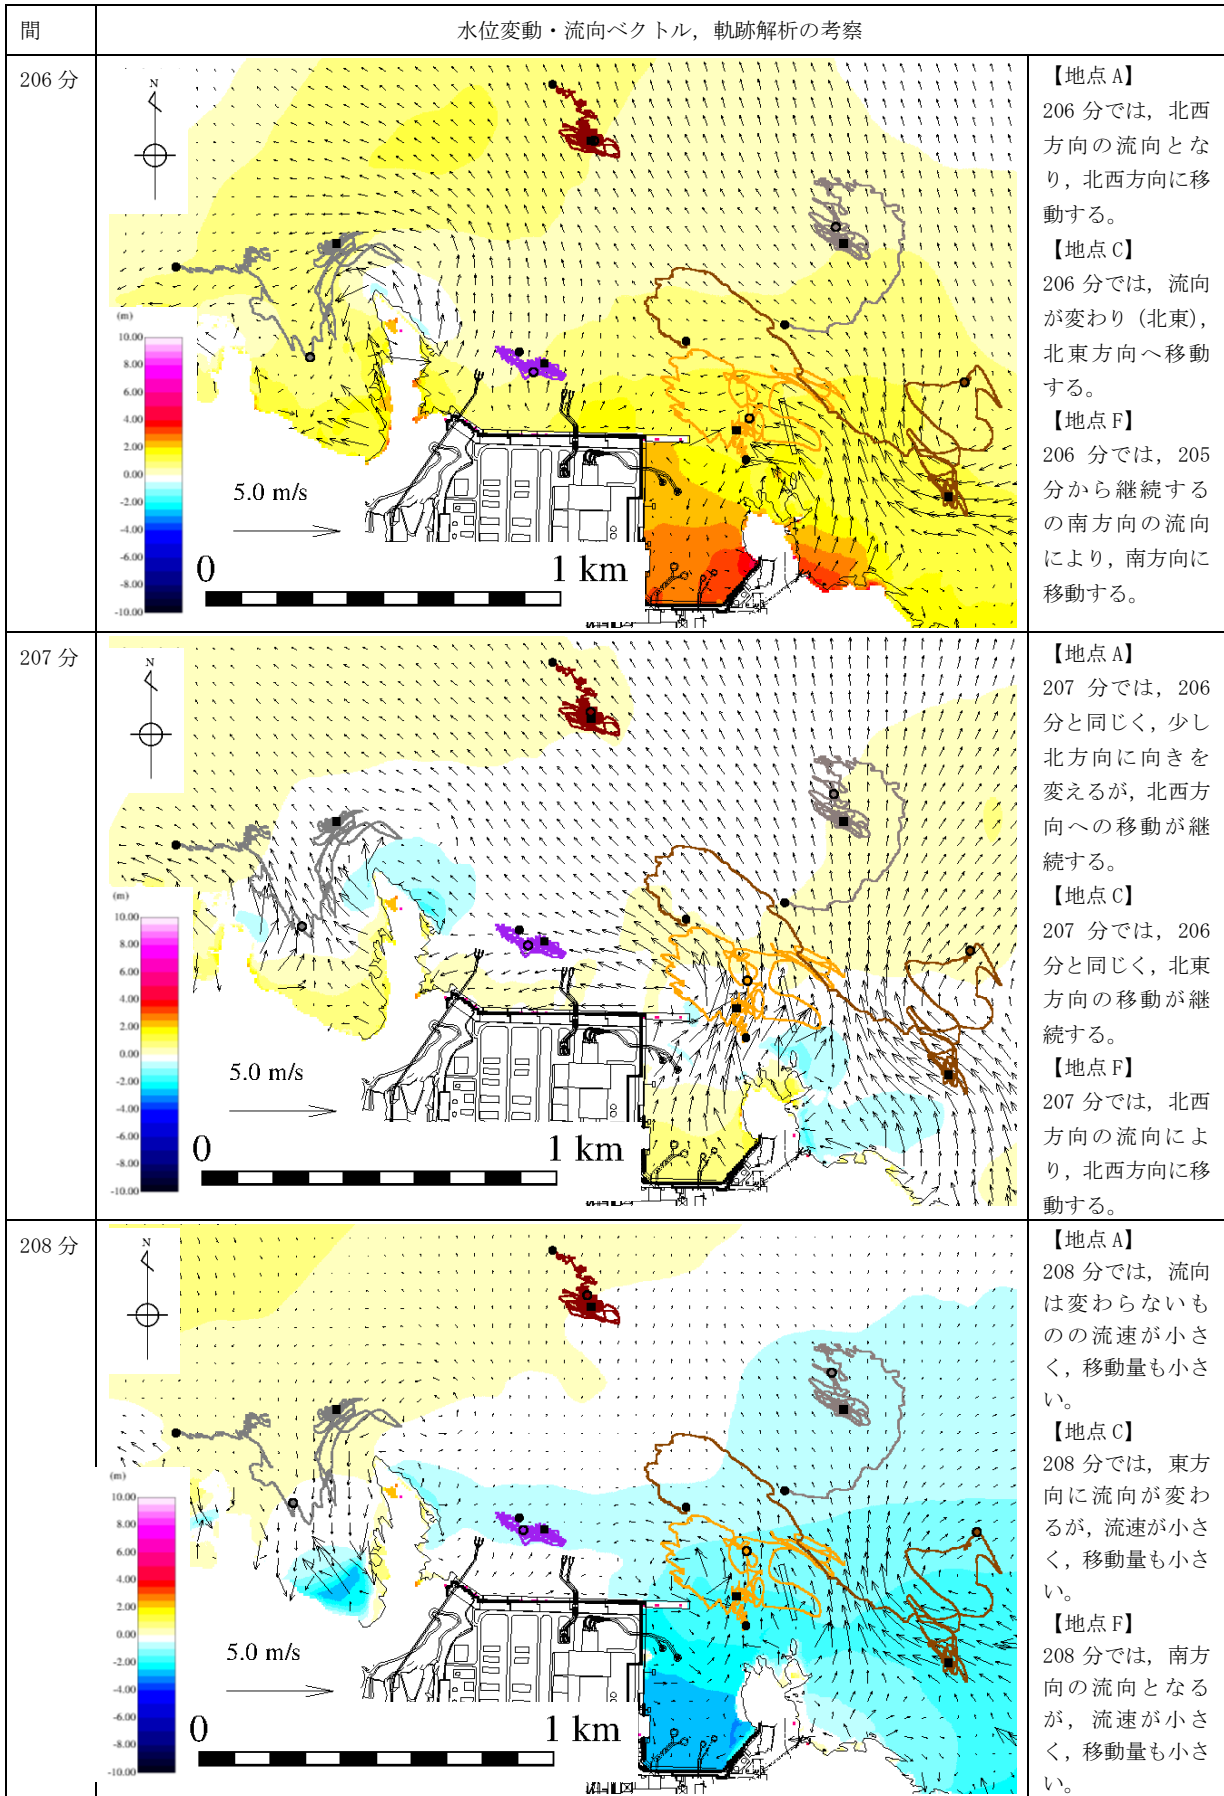 間
水位変動・流向ベクトル，軌跡解析の考察
206 分
N
(m)
10.00
8.00
6.00
4.00
2.00
0.00
-2.00
-4.00
-6.00
-8.00
-10.00
5.0 m/s
0
1 km
【地点 A】
206 分では，北西
方向の流向とな
り，北西方向に移
動する。
【地点 C】
206 分では，流向
が変わり（北東），
北東方向へ移動
する。
【地点 F】
206 分では，205
分から継続する
の南方向の流向
により，南方向に
移動する。
207 分
N
(m)
10.00
8.00
6.00
4.00
2.00
0.00
-2.00
-4.00
-6.00
-8.00
-10.00
5.0 m/s
0
1 km
【地点 A】
207 分では，206
分と同じく，少し
北方向に向きを
変えるが，北西方
向への移動が継
続する。
【地点 C】
207 分では，206
分と同じく，北東
方向の移動が継
続する。
【地点 F】
207 分では，北西
方向の流向によ
り，北西方向に移
動する。
208 分
N
(m)
10.00
8.00
6.00
4.00
2.00
0.00
-2.00
-4.00
-6.00
-8.00
-10.00
5.0 m/s
0
1 km
【地点 A】
208 分では，流向
は変わらないも
のの流速が小さ
く，移動量も小さ
い。
【地点 C】
208 分では，東方
向に流向が変わ
るが，流速が小さ
く，移動量も小さ
い。
【地点 F】
208 分では，南方
向の流向となる
が，流速が小さ
く，移動量も小さ
い。